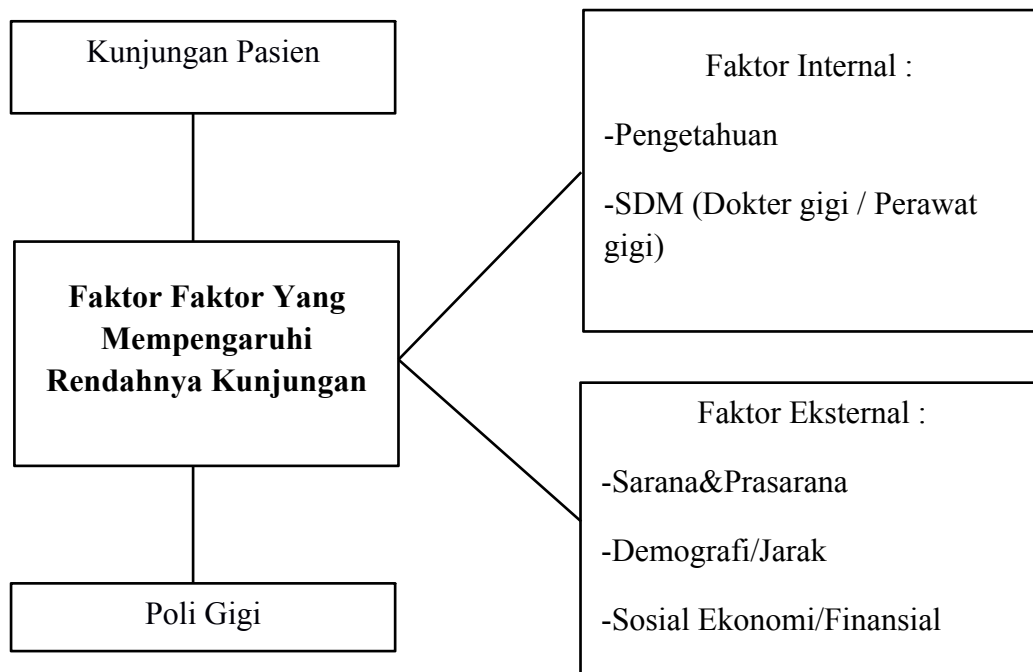 Kunjungan Pasien
Faktor Faktor Yang
Mempengaruhi
Rendahnya Kunjungan
Poli Gigi
Faktor Internal :
-Pengetahuan
-SDM (Dokter gigi / Perawat
gigi)
Faktor Eksternal :
-Sarana&Prasarana
-Demografi/Jarak
-Sosial Ekonomi/Finansial